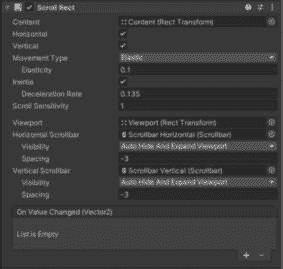 Scroll Rect
Content Content (Rect Transform)
Horizontal
Vertical
Movement Type Elastic
Elasticity 0.1
Inertia
Deceleration Rate 0.135
Scroll Sensitivity 1
Viewport Viewport (Rect Transform)
Horizontal Scrollbar Scrollbar Horizontal (Scrollbar)
Visibility Auto Hide And Expand Viewport
Spacing -3
Vertical Scrollbar Scrollbar Vertical (Scrollbar)
Visibility Auto Hide And Expand Viewport
Spacing -3
On Value Changed (Vector2)
List is Empty
+ -